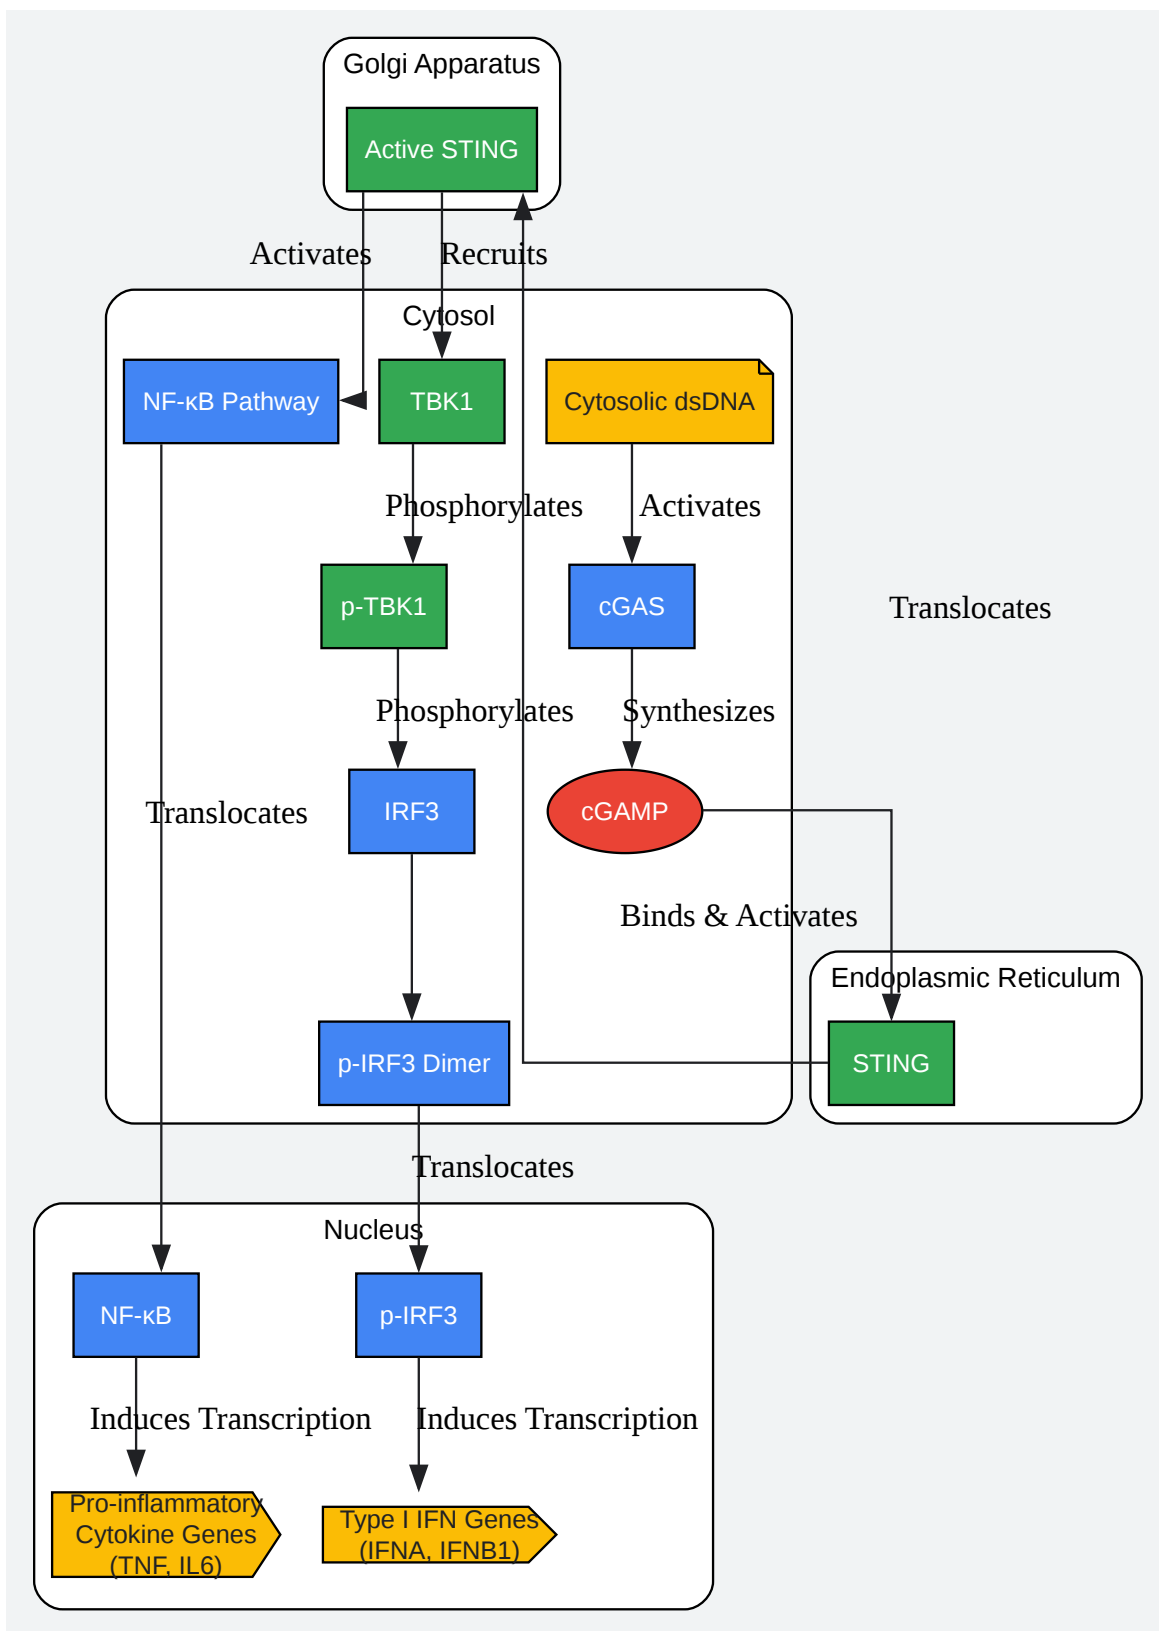 Golgi Apparatus
Active STING
Activates
Recruits
Cytosol
NF-κB Pathway
TBK1
Cytosolic dsDNA
Phosphorylates
Activates
p-TBK1
cGAS
Translocates
Phosphorylates
Synthesizes
Translocates
IRF3
cGAMP
Binds & Activates
Endoplasmic Reticulum
p-IRF3 Dimer
STING
Translocates
Nucleus
NF-κB
p-IRF3
Induces Transcription
Induces Transcription
Pro-inflammatory
Cytokine Genes
(TNF, IL6)
Type I IFN Genes
(IFNA, IFNB1)